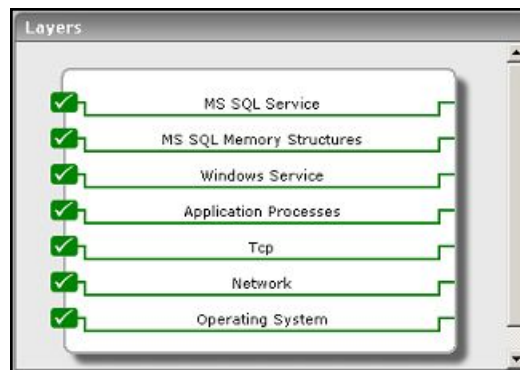 Layers
MS SQL Service
MS SQL Memory Structures
Windows Service
Application Processes
Tcp
Network
Operating System